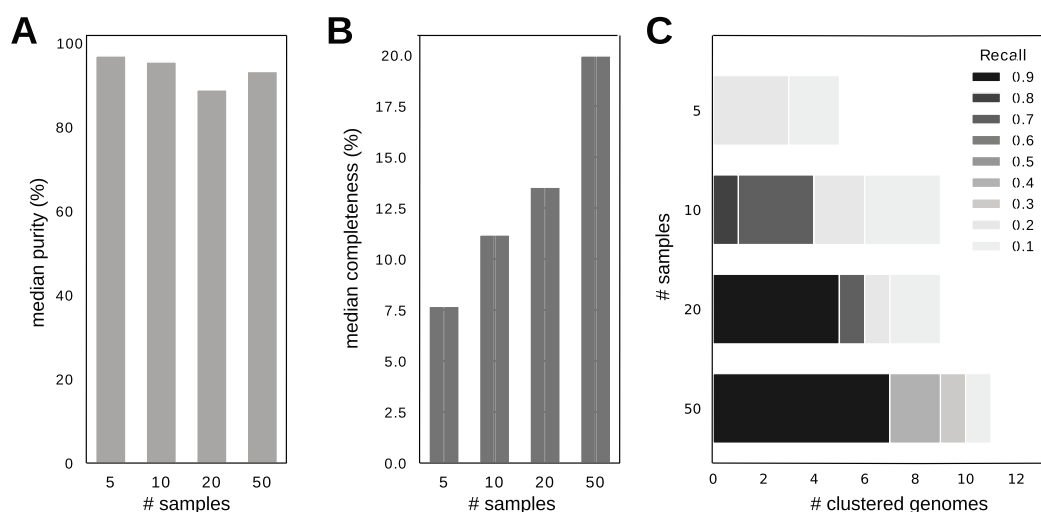 A
median purity (%)
100
80
60
40
20
0
5 10 20 50
# samples
B
median completeness (%)
20.0
17.5
15.0
12.5
10.0
7.5
5.0
2.5
0.0
5 10 20 50
# samples
C
# samples
5
10
20
50
Recall
0.9
0.8
0.7
0.6
0.5
0.4
0.3
0.2
0.1
0 2 4 6 8 10 12
# clustered genomes